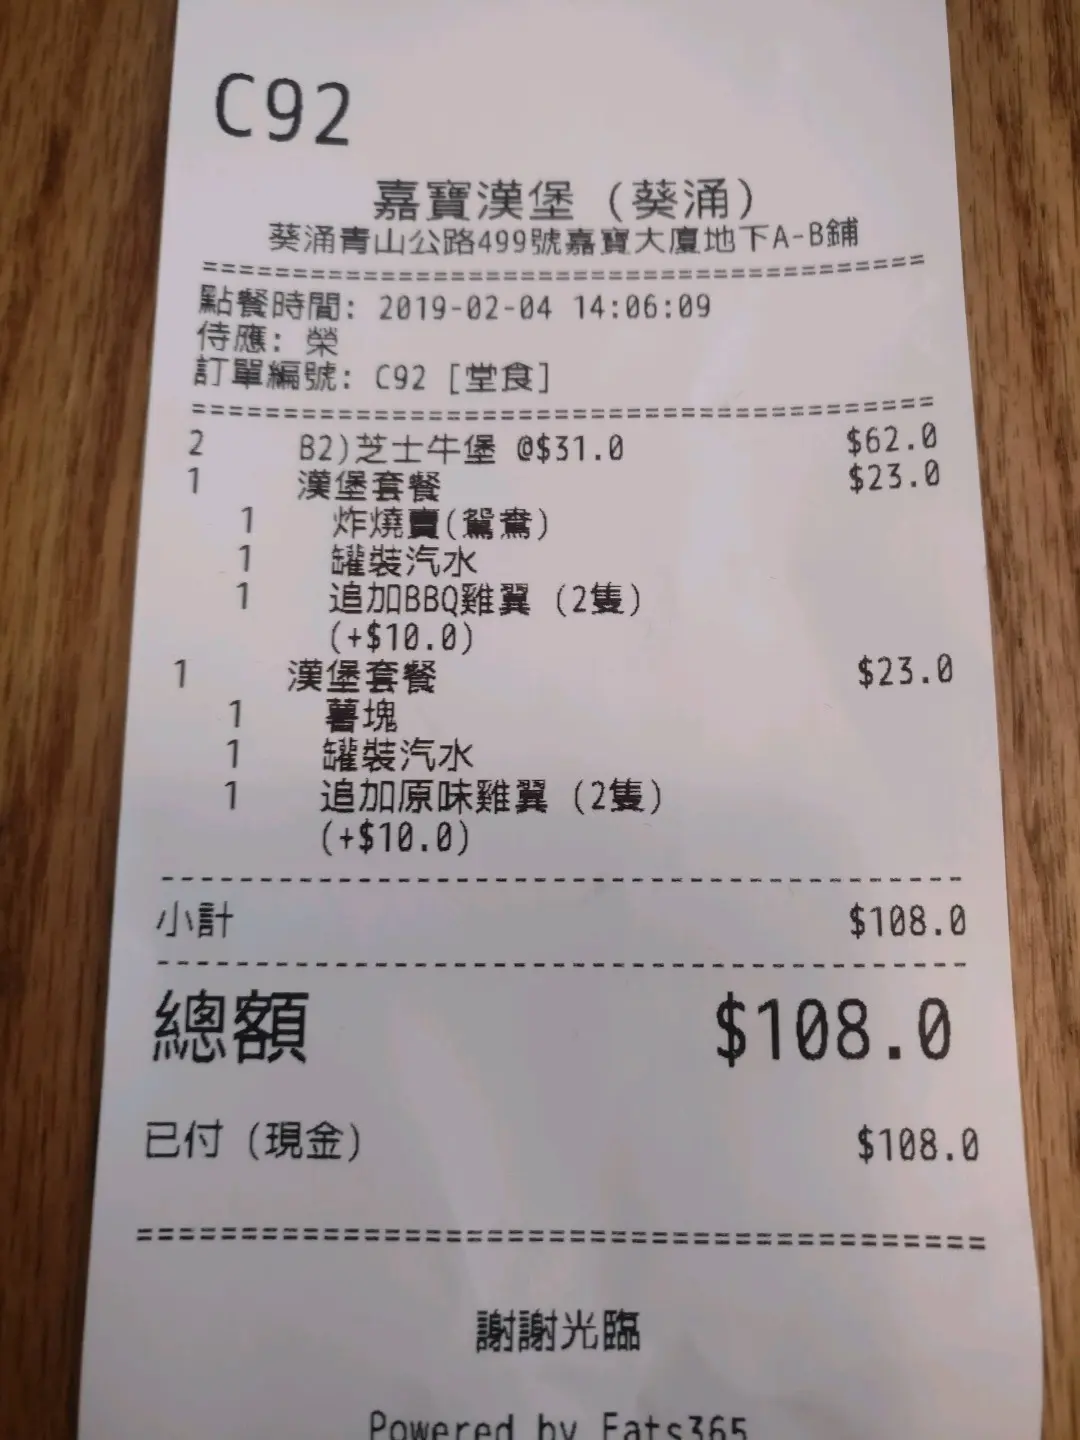 C92
嘉寶漢堡 (葵涌)
葵涌青山公路499號嘉寶大廈地下A-B鋪
========================================
點餐時間: 2019-02-04 14:06:09
侍應: 榮
訂單編號: C92 [堂食]
========================================
2 B2)芝士牛堡 @$31.0 $62.0
1 漢堡套餐 $23.0
1 炸燒賣(鴛鴦)
1 罐裝汽水
1 追加BBQ雞翼 (2隻)
(+$10.0)
1 漢堡套餐 $23.0
1 薯塊
1 罐裝汽水
1 追加原味雞翼 (2隻)
(+$10.0)
----------------------------------------
小計 $108.0
----------------------------------------
總額 $108.0
已付 (現金) $108.0
========================================
謝謝光臨
Powered by Eats365